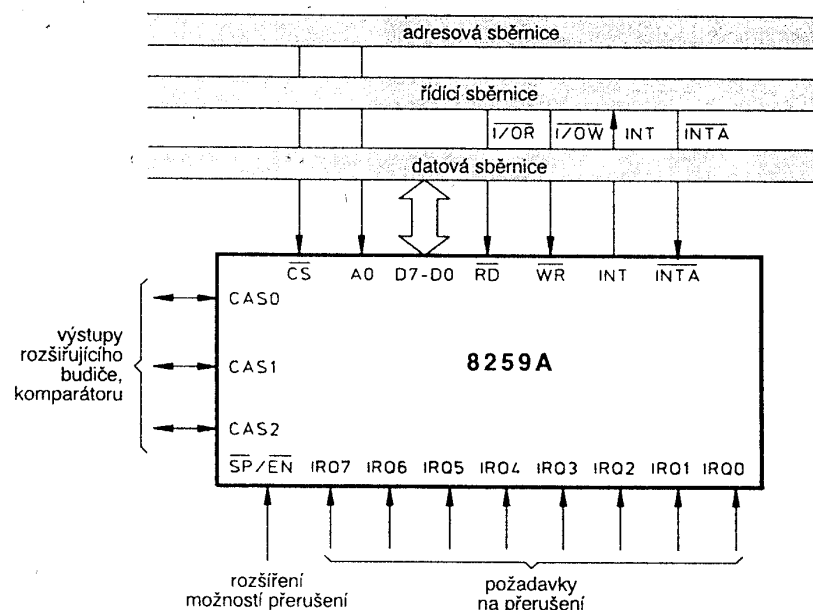 adresová sběrnice
řídící sběrnice
I/OR I/OW INT INTA
datová sběrnice
CS A0 D7-D0 RD WR INT INTA
CAS0
výstupy
rozšiřujícího
budiče,
komparátoru
CAS1
8259A
CAS2
SP/EN IRQ7 IRQ6 IRQ5 IRQ4 IRQ3 IRQ2 IRQ1 IRQ0
rozšíření
možností přerušení
požadavky
na přerušení